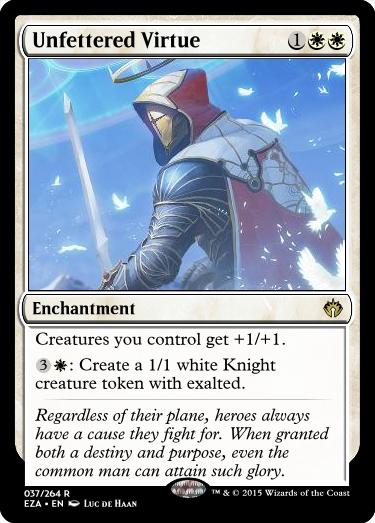 Unfettered Virtue 1
Enchantment
Creatures you control get +1/+1.
3 : Create a 1/1 white Knight
creature token with exalted.
Regardless of their plane, heroes always
have a cause they fight for. When granted
both a destiny and purpose, even the
common man can attain such glory.
037/264 R
EZA • EN Luc de Haan
™ & © 2015 Wizards of the Coast